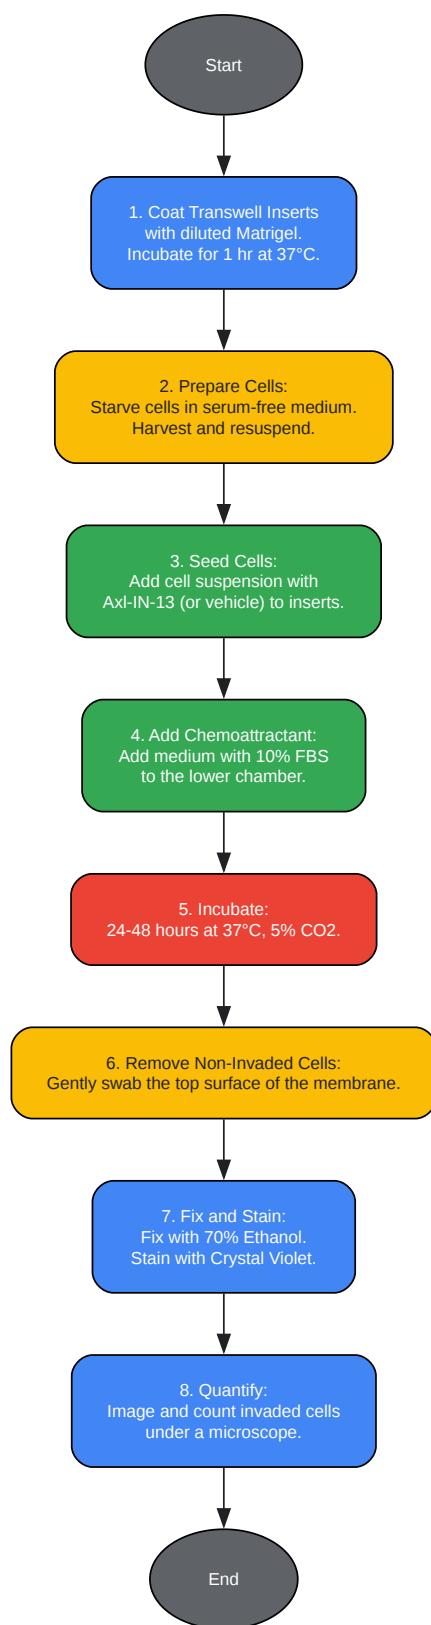 Start
1. Coat Transwell Inserts
with diluted Matrigel.
Incubate for 1 hr at 37°C.
2. Prepare Cells:
Starve cells in serum-free medium.
Harvest and resuspend.
3. Seed Cells:
Add cell suspension with
Axl-IN-13 (or vehicle) to inserts.
4. Add Chemoattractant:
Add medium with 10% FBS
to the lower chamber.
5. Incubate:
24-48 hours at 37°C, 5% CO2.
6. Remove Non-Invaded Cells:
Gently swab the top surface of the membrane.
7. Fix and Stain:
Fix with 70% Ethanol.
Stain with Crystal Violet.
8. Quantify:
Image and count invaded cells
under a microscope.
End